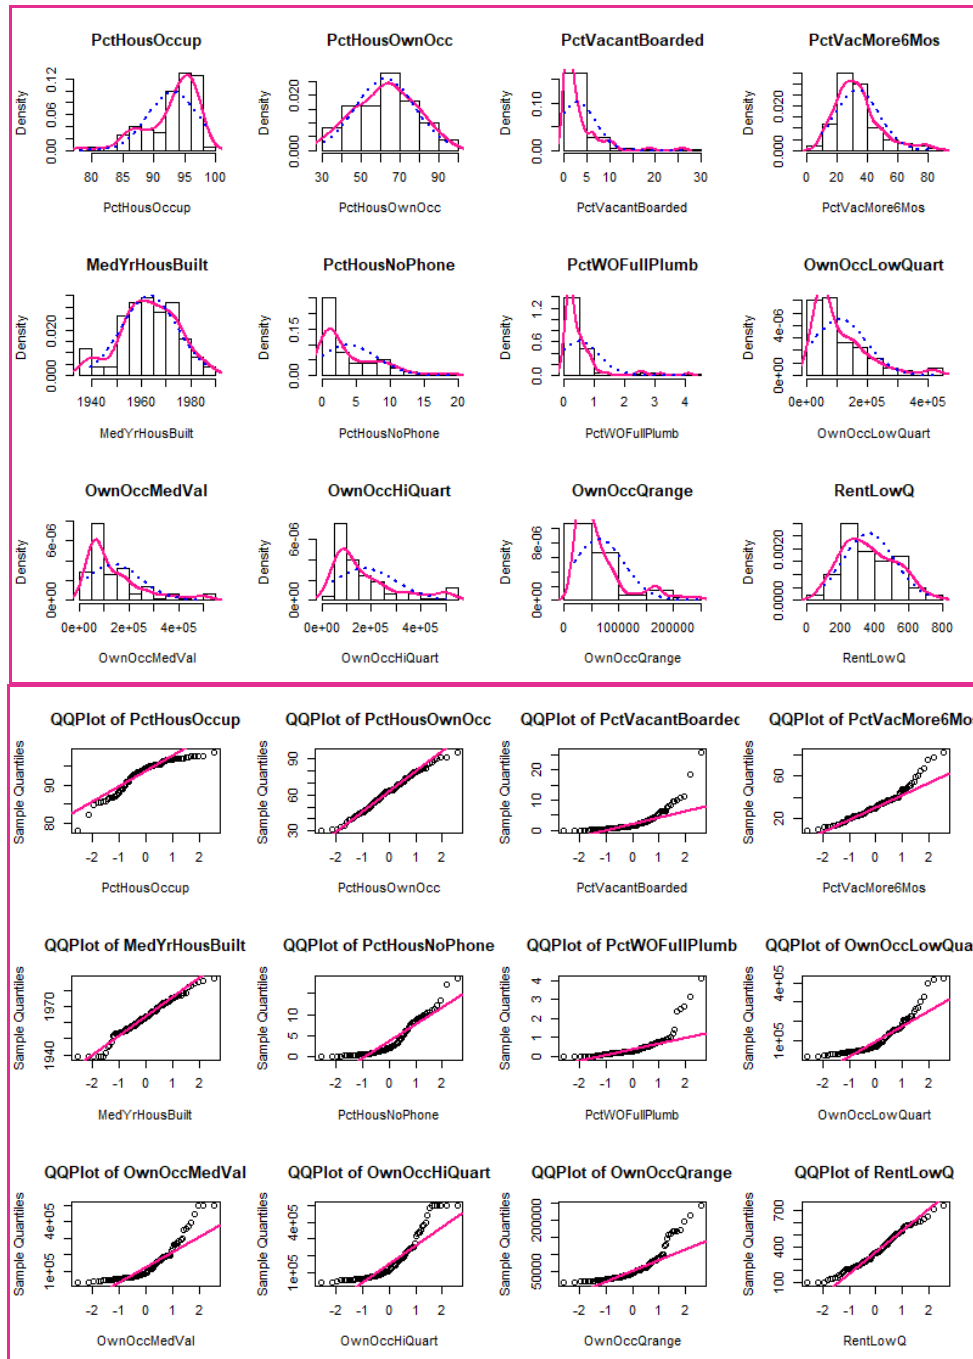 PctHousOccup PctHousOwnOcc PctVacantBoarded PctVacMore6Mos
Density 0.00 0.06 0.12 Density 0.000 0.020 Density 0.00 0.10 Density 0.000 0.020
80 85 90 95 100 30 50 70 90 0 5 10 20 30 0 20 40 60 80
PctHousOccup PctHousOwnOcc PctVacantBoarded PctVacMore6Mos
MedYrHousBuilt PctHousNoPhone PctWOFullPlumb OwnOccLowQuart
Density 0.000 0.020 Density 0.00 0.15 Density 0.0 0.6 1.2 Density 0e+00 4e-06
1940 1960 1980 0 5 10 15 20 0 1 2 3 4 0e+00 2e+05 4e+05
MedYrHousBuilt PctHousNoPhone PctWOFullPlumb OwnOccLowQuart
OwnOccMedVal OwnOccHiQuart OwnOccQrange RentLowQ
Density 0e+00 6e-06 Density 0e+00 6e-06 Density 0e+00 8e-06 Density 0.0000 0.0020
0e+00 2e+05 4e+05 0e+00 2e+05 4e+05 0 100000 200000 0 200 400 600 800
OwnOccMedVal OwnOccHiQuart OwnOccQrange RentLowQ
QQPlot of PctHousOccup QQPlot of PctHousOwnOcc QQPlot of PctVacantBoardec QQPlot of PctVacMore6Mos
Sample Quantiles 80 90 Sample Quantiles 30 60 90 Sample Quantiles 0 10 20 Sample Quantiles 20 60
-2 -1 0 1 2 -2 -1 0 1 2 -2 -1 0 1 2 -2 -1 0 1 2
PctHousOccup PctHousOwnOcc PctVacantBoarded PctVacMore6Mos
QQPlot of MedYrHousBuilt QQPlot of PctHousNoPhone QQPlot of PctWOFullPlumb QQPlot of OwnOccLowQuar
Sample Quantiles 1940 1970 Sample Quantiles 0 5 10 Sample Quantiles 0 1 2 3 4 Sample Quantiles 1e+05 4e+05
-2 -1 0 1 2 -2 -1 0 1 2 -2 -1 0 1 2 -2 -1 0 1 2
MedYrHousBuilt PctHousNoPhone PctWOFullPlumb OwnOccLowQuart
QQPlot of OwnOccMedVal QQPlot of OwnOccHiQuart QQPlot of OwnOccQrange QQPlot of RentLowQ
Sample Quantiles 1e+05 4e+05 Sample Quantiles 1e+05 4e+05 Sample Quantiles 50000 200000 Sample Quantiles 100 400 700
-2 -1 0 1 2 -2 -1 0 1 2 -2 -1 0 1 2 -2 -1 0 1 2
OwnOccMedVal OwnOccHiQuart OwnOccQrange RentLowQ